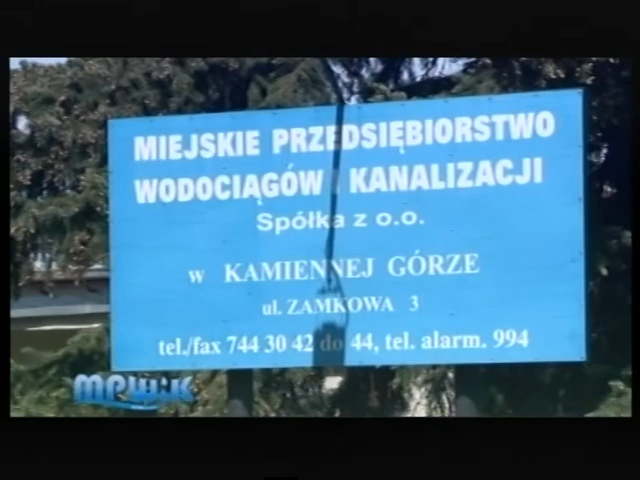 MIEJSKIE PRZEDSIĘBIORSTWO
WODOCIĄGÓW I KANALIZACJI
Spółka z o.o.
w KAMIENNEJ GÓRZE
ul. ZAMKOWA 3
tel./fax 744 30 42 do 44, tel. alarm. 994
MPWiK